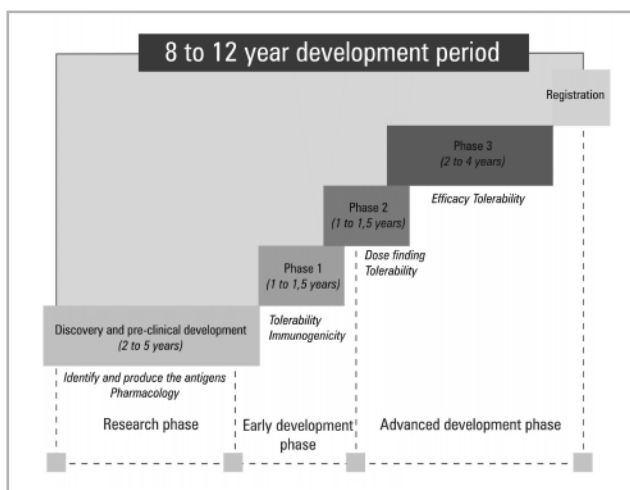 8 to 12 year development period
Registration
Phase 3
(2 to 4 years)
Efficacy Tolerability
Phase 2
(1 to 1,5 years)
Dose finding
Tolerability
Phase 1
(1 to 1,5 years)
Tolerability
Immunogenicity
Discovery and pre-clinical development
(2 to 5 years)
Identify and produce the antigens
Pharmacology
Research phase
Early development
phase
Advanced development phase